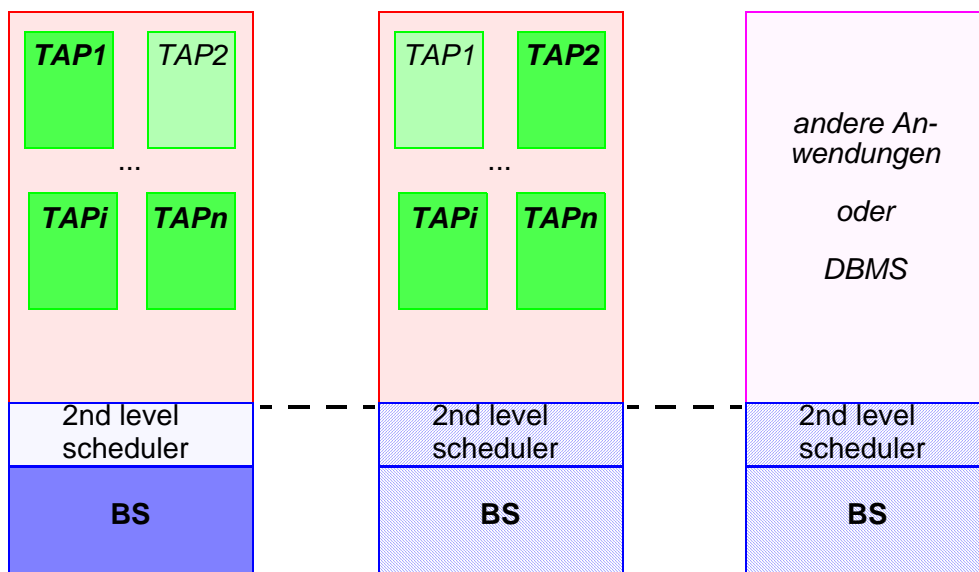 TAP1 TAP2
...
TAPi TAPn
2nd level
scheduler
BS
TAP1 TAP2
...
TAPi TAPn
2nd level
scheduler
BS
andere An-
wendungen
oder
DBMS
2nd level
scheduler
BS